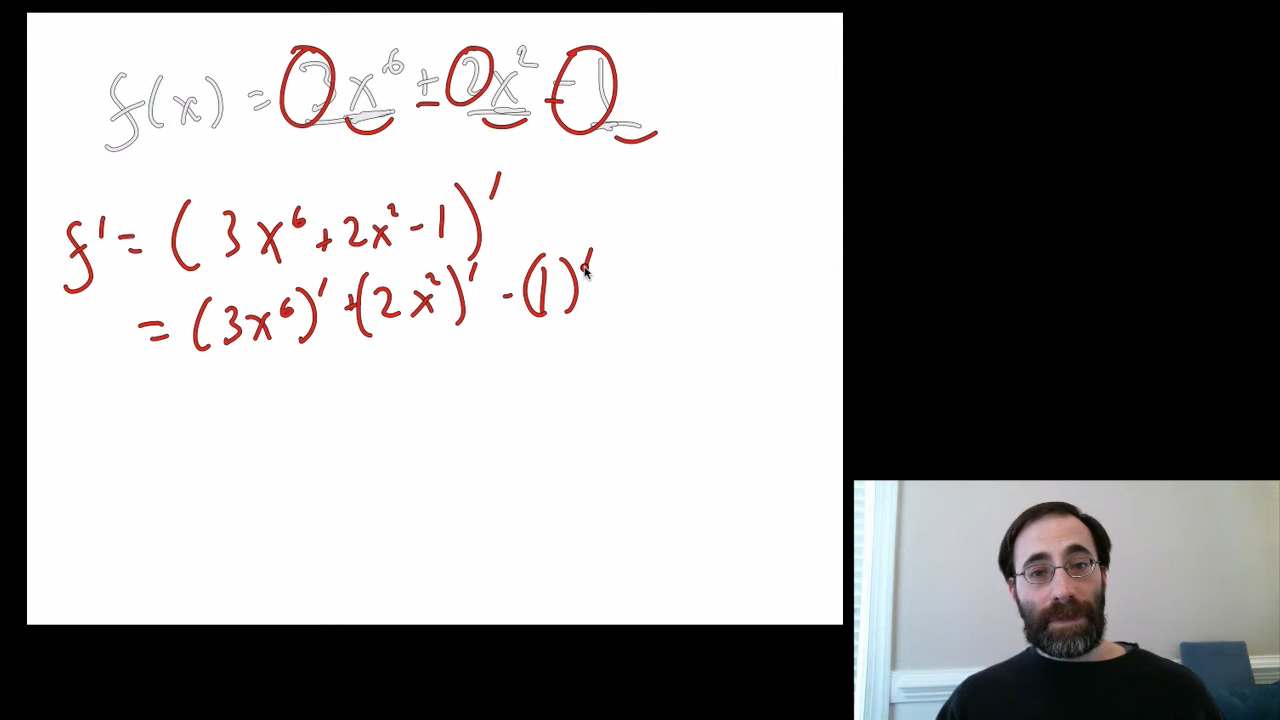 f(x) = 3x⁶ + 2x² - 1
f' = (3x⁶ + 2x² - 1)'
= (3x⁶)' + (2x²)' - (1)'